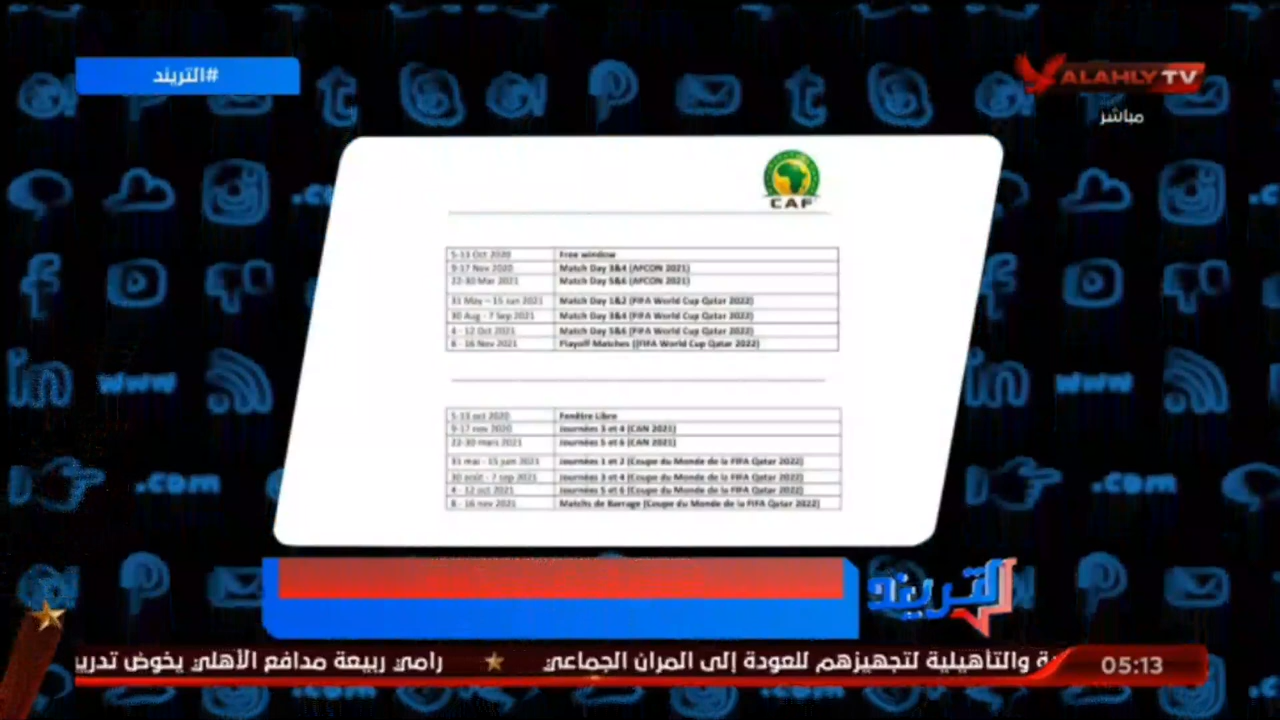 #التريند
ALAHLY TV
مباشر
CAF
5-13 Oct 2020 Free window
9-17 Nov 2020 Match Day 3&4 (AFCON 2021)
22-30 Mar 2021 Match Day 5&6 (AFCON 2021)
31 May – 15 Jun 2021 Match Day 1&2 (FIFA World Cup Qatar 2022)
30 Aug - 7 Sep 2021 Match Day 3&4 (FIFA World Cup Qatar 2022)
4 - 12 Oct 2021 Match Day 5&6 (FIFA World Cup Qatar 2022)
8 - 16 Nov 2021 Playoff Matches ((FIFA World Cup Qatar 2022)
5-13 oct 2020 Fenêtre Libre
9-17 nov 2020 Journées 3 et 4 (CAN 2021)
22-30 mars 2021 Journées 5 et 6 (CAN 2021)
31 mai - 15 juin 2021 Journées 1 et 2 (Coupe du Monde de la FIFA Qatar 2022)
30 août - 7 sep 2021 Journées 3 et 4 (Coupe du Monde de la FIFA Qatar 2022)
4 - 12 oct 2021 Journées 5 et 6 (Coupe du Monde de la FIFA Qatar 2022)
8 - 16 nov 2021 Matchs de Barrage (Coupe du Monde de la FIFA Qatar 2022)
www
.com
.com
التريند
والتأهيلية لتجهيزهم للعودة إلى المران الجماعي ★ رامي ربيعة مدافع الأهلي يخوض
05:13